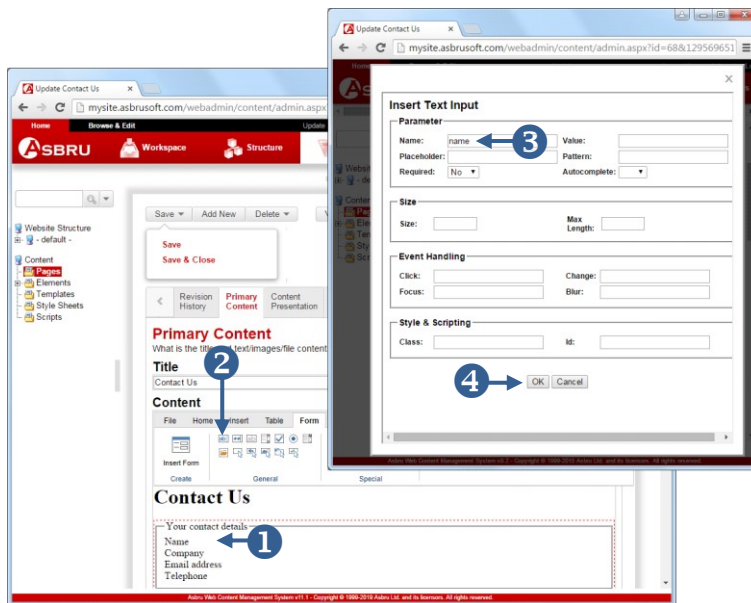 Update Contact Us
mysite.asbrusoft.com/webadmin/content/admin.aspx?id=68&129569651
Insert Text Input
Parameter
Name: name Value:
Placeholder: Pattern:
Required: No Autocomplete:
Size
Size: Max Length:
Event Handling
Click: Change:
Focus: Blur:
Style & Scripting
Class: Id:
OK Cancel
3
4
Update Contact Us
mysite.asbrusoft.com/webadmin/content/admin.aspx
Home Browse & Edit Update
ASBRU Workspace Structure
Website Structure
- default -
Content
Pages
Elements
Templates
Style Sheets
Scripts
Save Add New Delete
Save
Save & Close
Revision History Primary Content Content Presentation
Primary Content
What is the title and text/images/file content
Title
Contact Us
Content
2
File Home Insert Table Form
Insert Form
Create General Special
Contact Us
Your contact details
Name
1
Company
Email address
Telephone
Asbru Web Content Management System v11.1 - Copyright © 1999-2019 Asbru Ltd. and its licensors. All rights reserved.